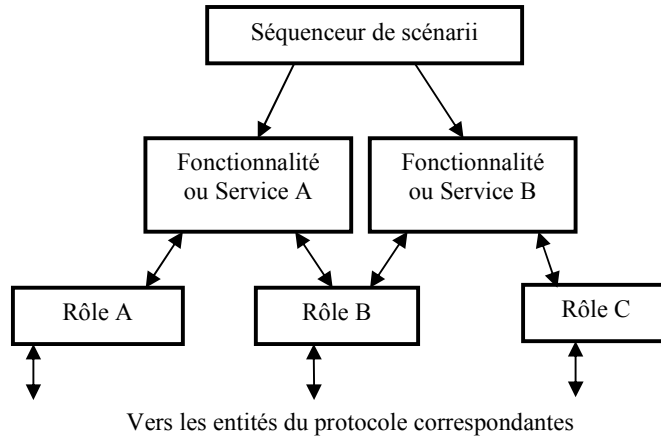 Séquenceur de scénarii
Fonctionnalité
ou Service A
Fonctionnalité
ou Service B
Rôle A
Rôle B
Rôle C
Vers les entités du protocole correspondantes